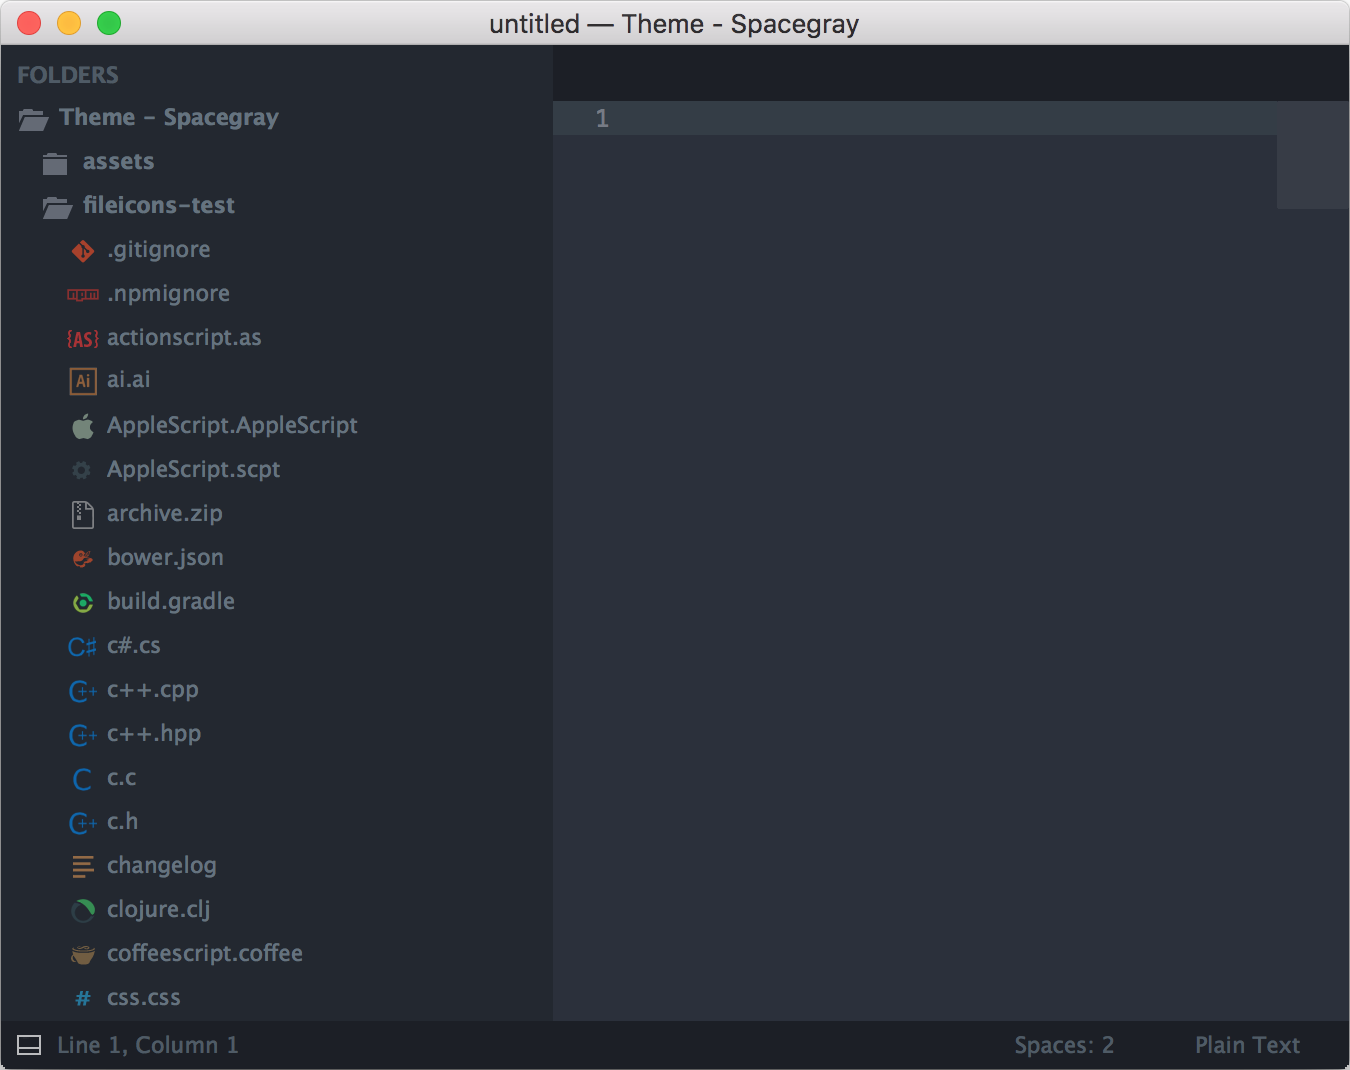 untitled — Theme - Spacegray
FOLDERS
Theme - Spacegray
assets
fileicons-test
.gitignore
npm .npmignore
{AS} actionscript.as
Ai ai.ai
AppleScript.AppleScript
AppleScript.scpt
archive.zip
bower.json
build.gradle
C# c#.cs
C++ c++.cpp
C++ c++.hpp
C c.c
C++ c.h
changelog
clojure.clj
coffeescript.coffee
# css.css
1
Line 1, Column 1
Spaces: 2
Plain Text